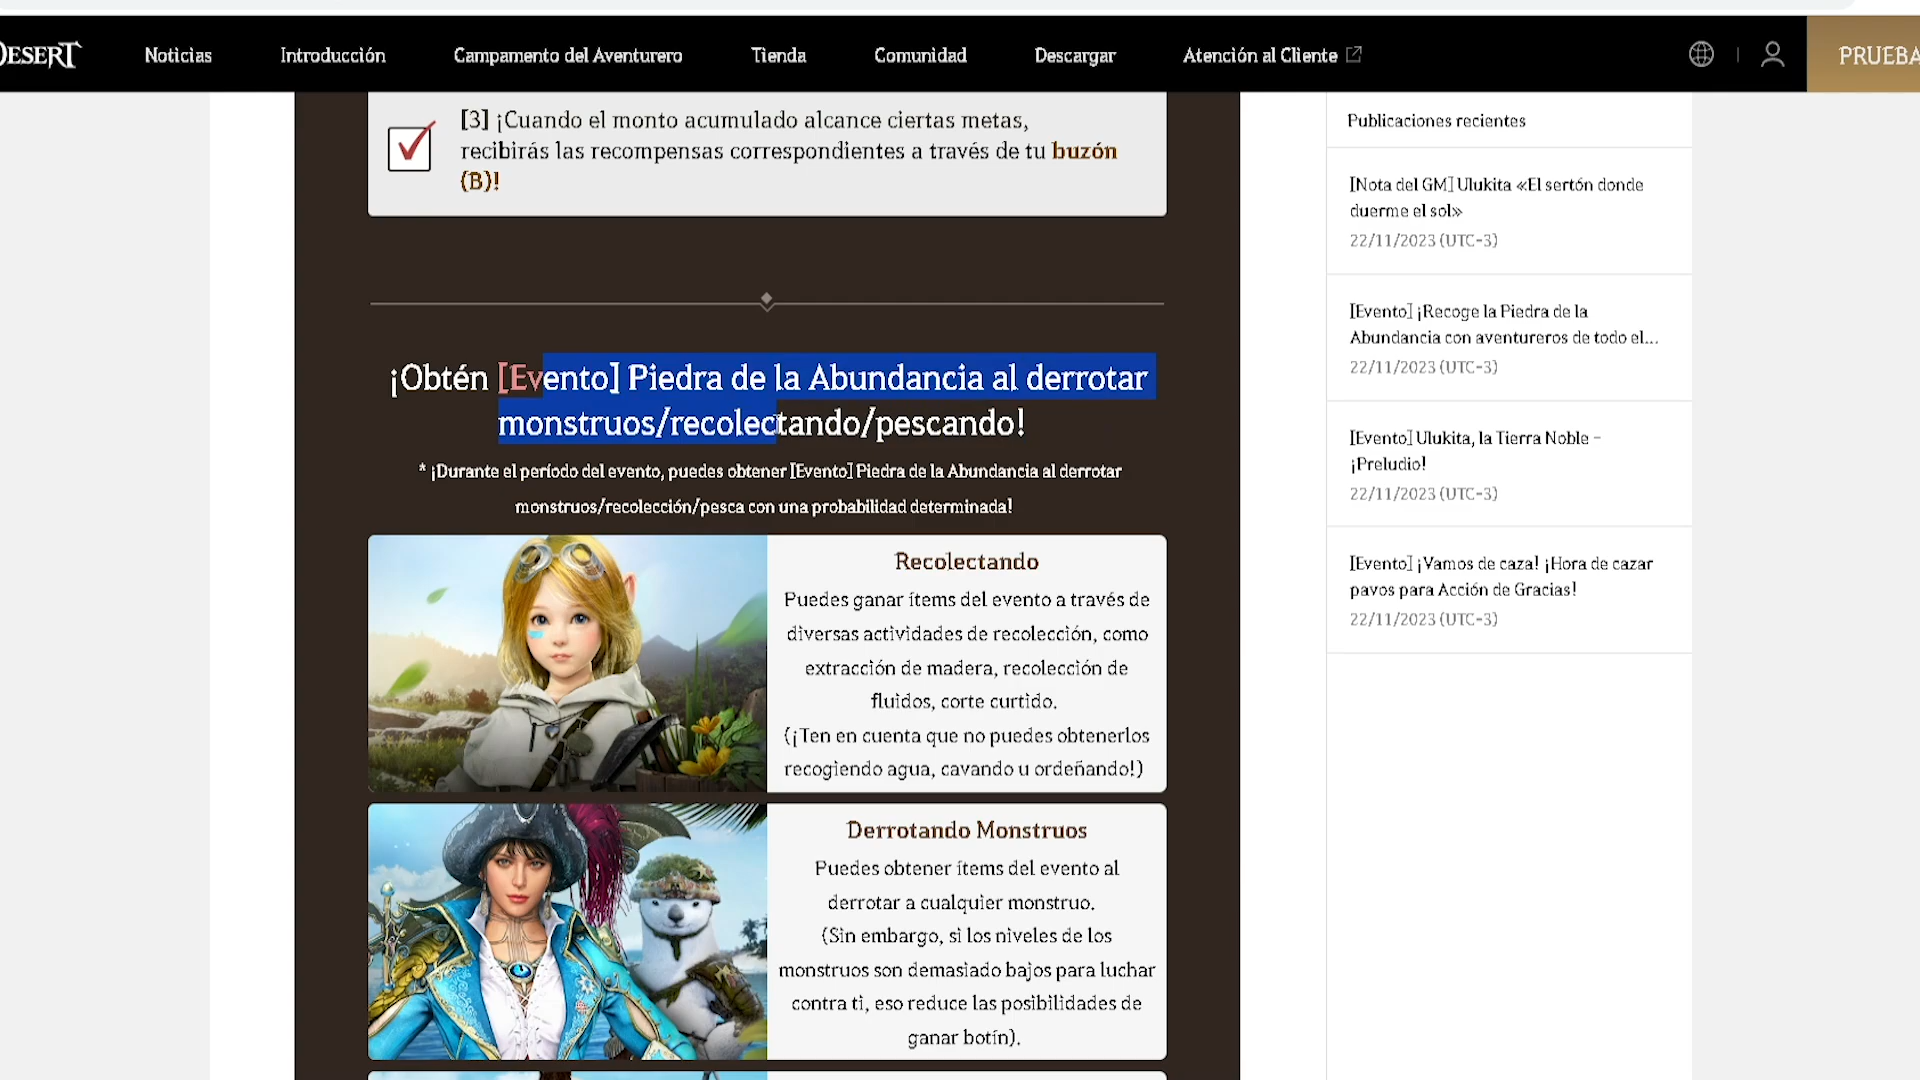 DESERT
Noticias
Introducción
Campamento del Aventurero
Tienda
Comunidad
Descargar
Atención al Cliente
PRUEBA
[3] ¡Cuando el monto acumulado alcance ciertas metas,
recibirás las recompensas correspondientes a través de tu buzón
(B)!
¡Obtén [Evento] Piedra de la Abundancia al derrotar
monstruos/recolectando/pescando!
* ¡Durante el período del evento, puedes obtener [Evento] Piedra de la Abundancia al derrotar
monstruos/recolección/pesca con una probabilidad determinada!
Recolectando
Puedes ganar ítems del evento a través de
diversas actividades de recolección, como
extracción de madera, recolección de
fluidos, corte curtido.
(¡Ten en cuenta que no puedes obtenerlos
recogiendo agua, cavando u ordeñando!)
Derrotando Monstruos
Puedes obtener ítems del evento al
derrotar a cualquier monstruo.
(Sin embargo, si los niveles de los
monstruos son demasiado bajos para luchar
contra ti, eso reduce las posibilidades de
ganar botín).
Publicaciones recientes
[Nota del GM] Ulukita «El sertón donde
duerme el sol»
22/11/2023 (UTC-3)
[Evento] ¡Recoge la Piedra de la
Abundancia con aventureros de todo el...
22/11/2023 (UTC-3)
[Evento] Ulukita, la Tierra Noble –
¡Preludio!
22/11/2023 (UTC-3)
[Evento] ¡Vamos de caza! ¡Hora de cazar
pavos para Acción de Gracias!
22/11/2023 (UTC-3)